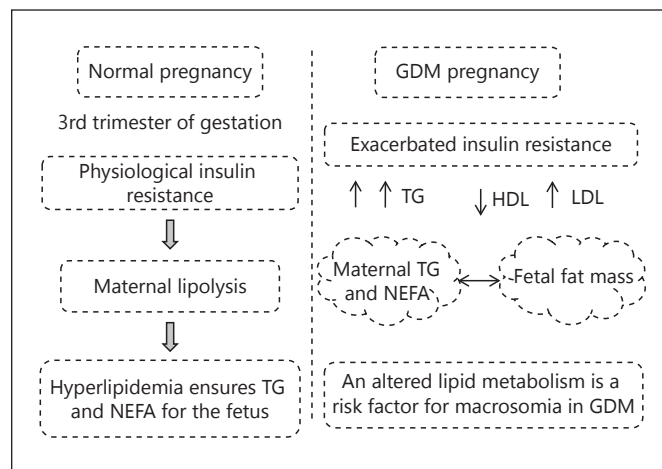 Normal pregnancy
3rd trimester of gestation
Physiological insulin
resistance
Maternal lipolysis
Hyperlipidemia ensures TG
and NEFA for the fetus
GDM pregnancy
Exacerbated insulin resistance
↑ ↑ TG ↓ HDL ↑ LDL
Maternal TG
and NEFA
Fetal fat mass
An altered lipid metabolism is a
risk factor for macrosomia in GDM